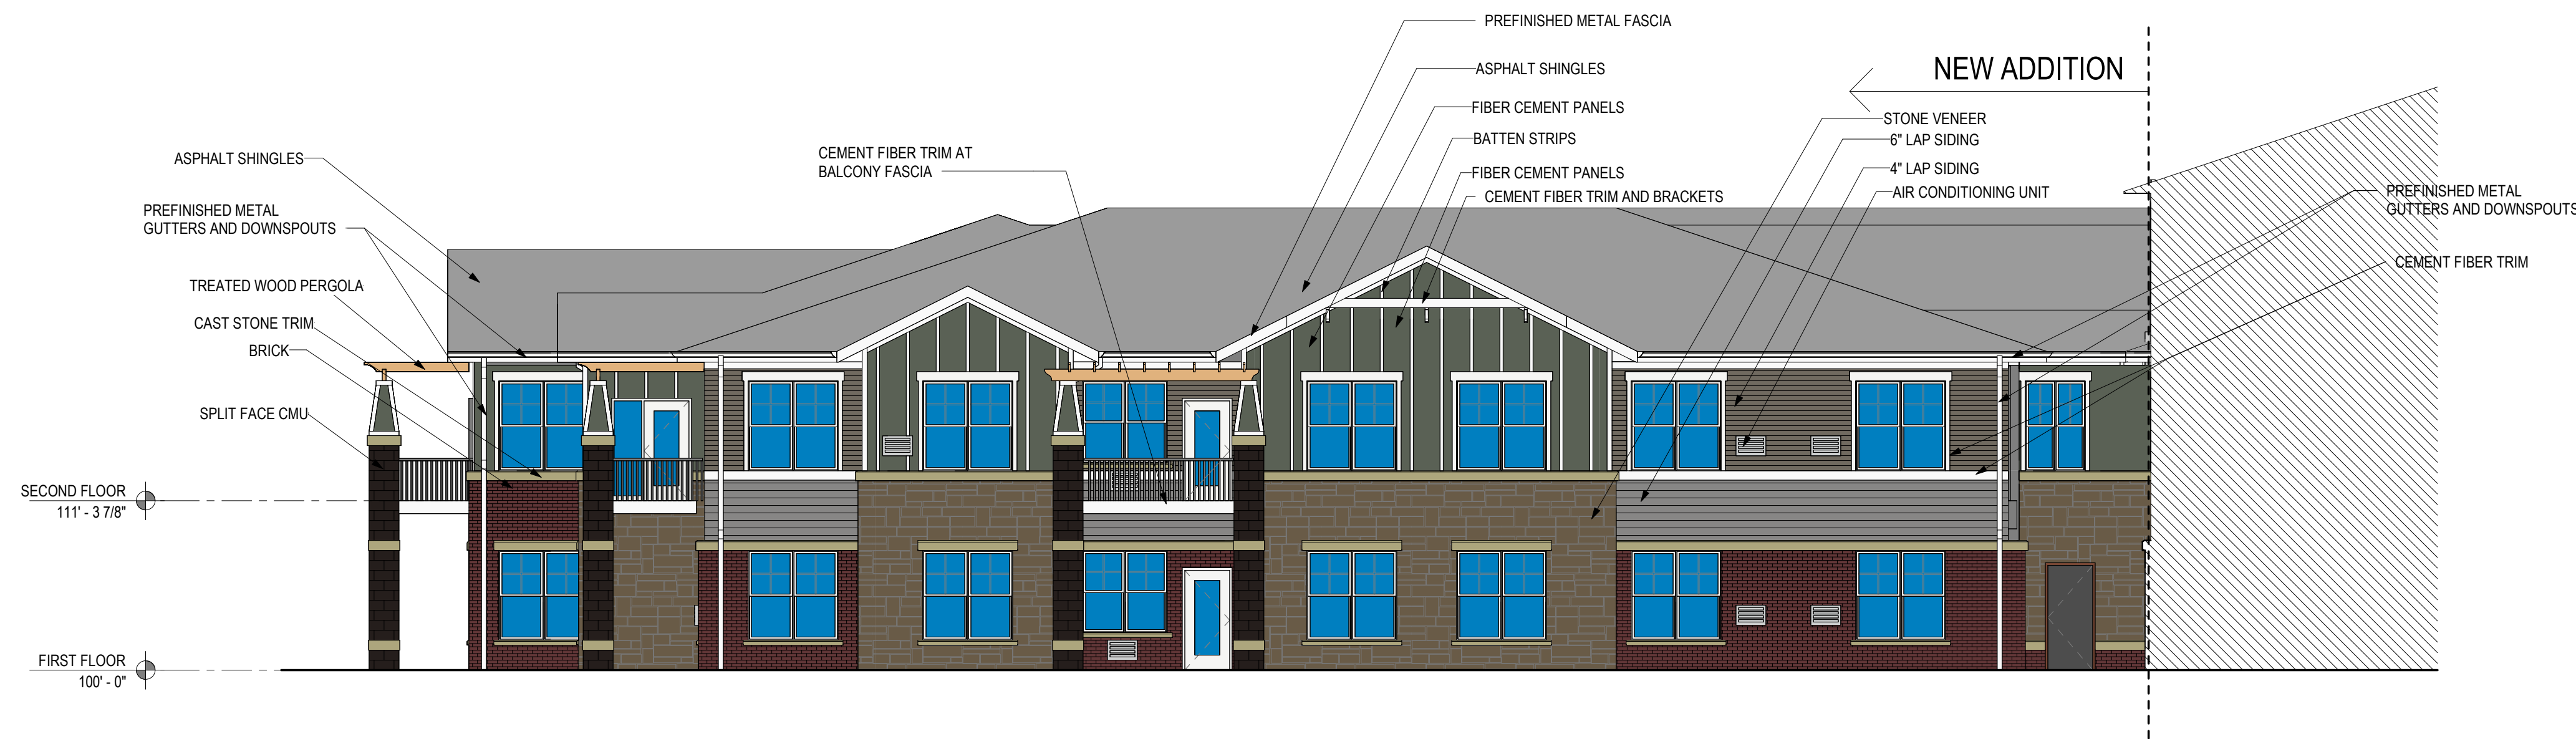 PREFINISHED METAL FASCIA
ASPHALT SHINGLES
NEW ADDITION
FIBER CEMENT PANELS
STONE VENEER
BATTEN STRIPS
6" LAP SIDING
CEMENT FIBER TRIM AT
BALCONY FASCIA
ASPHALT SHINGLES
4" LAP SIDING
FIBER CEMENT PANELS
AIR CONDITIONING UNIT
CEMENT FIBER TRIM AND BRACKETS
PREFINISHED METAL
GUTTERS AND DOWNSPOUTS
PREFINISHED METAL
GUTTERS AND DOWNSPOUTS
CEMENT FIBER TRIM
TREATED WOOD PERGOLA
CAST STONE TRIM
BRICK
SPLIT FACE CMU
SECOND FLOOR
111' - 3 7/8"
FIRST FLOOR
100' - 0"